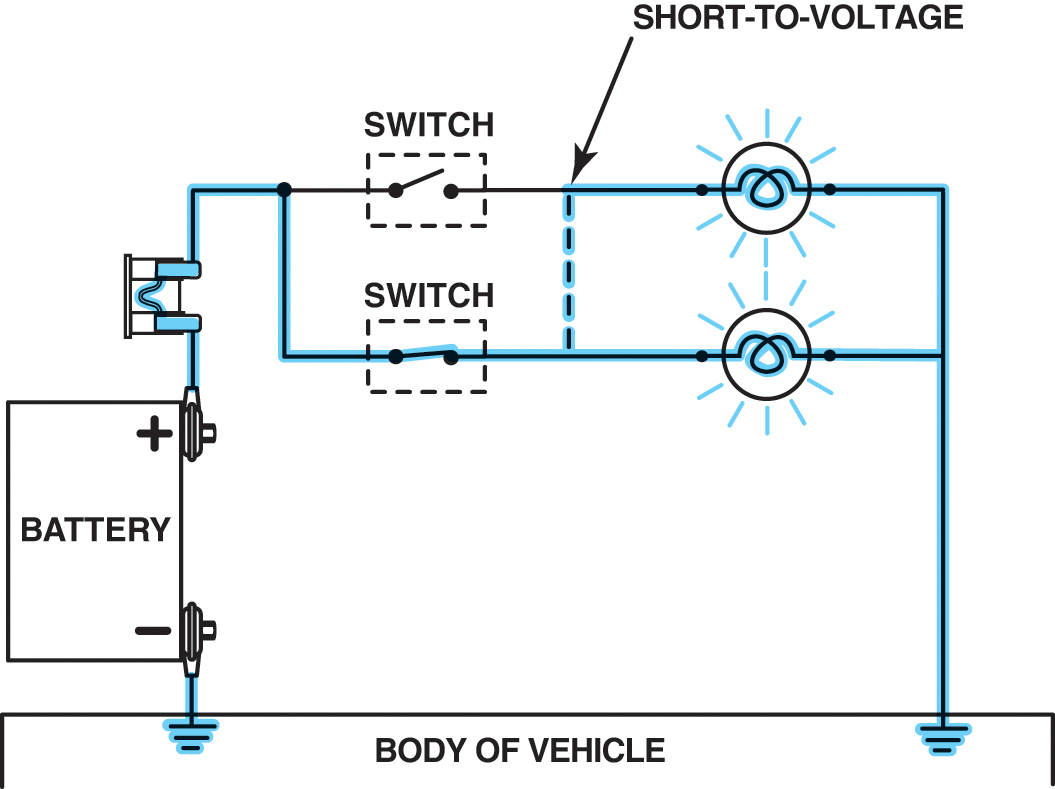 SHORT-TO-VOLTAGE
SWITCH
SWITCH
+
BATTERY
−
BODY OF VEHICLE